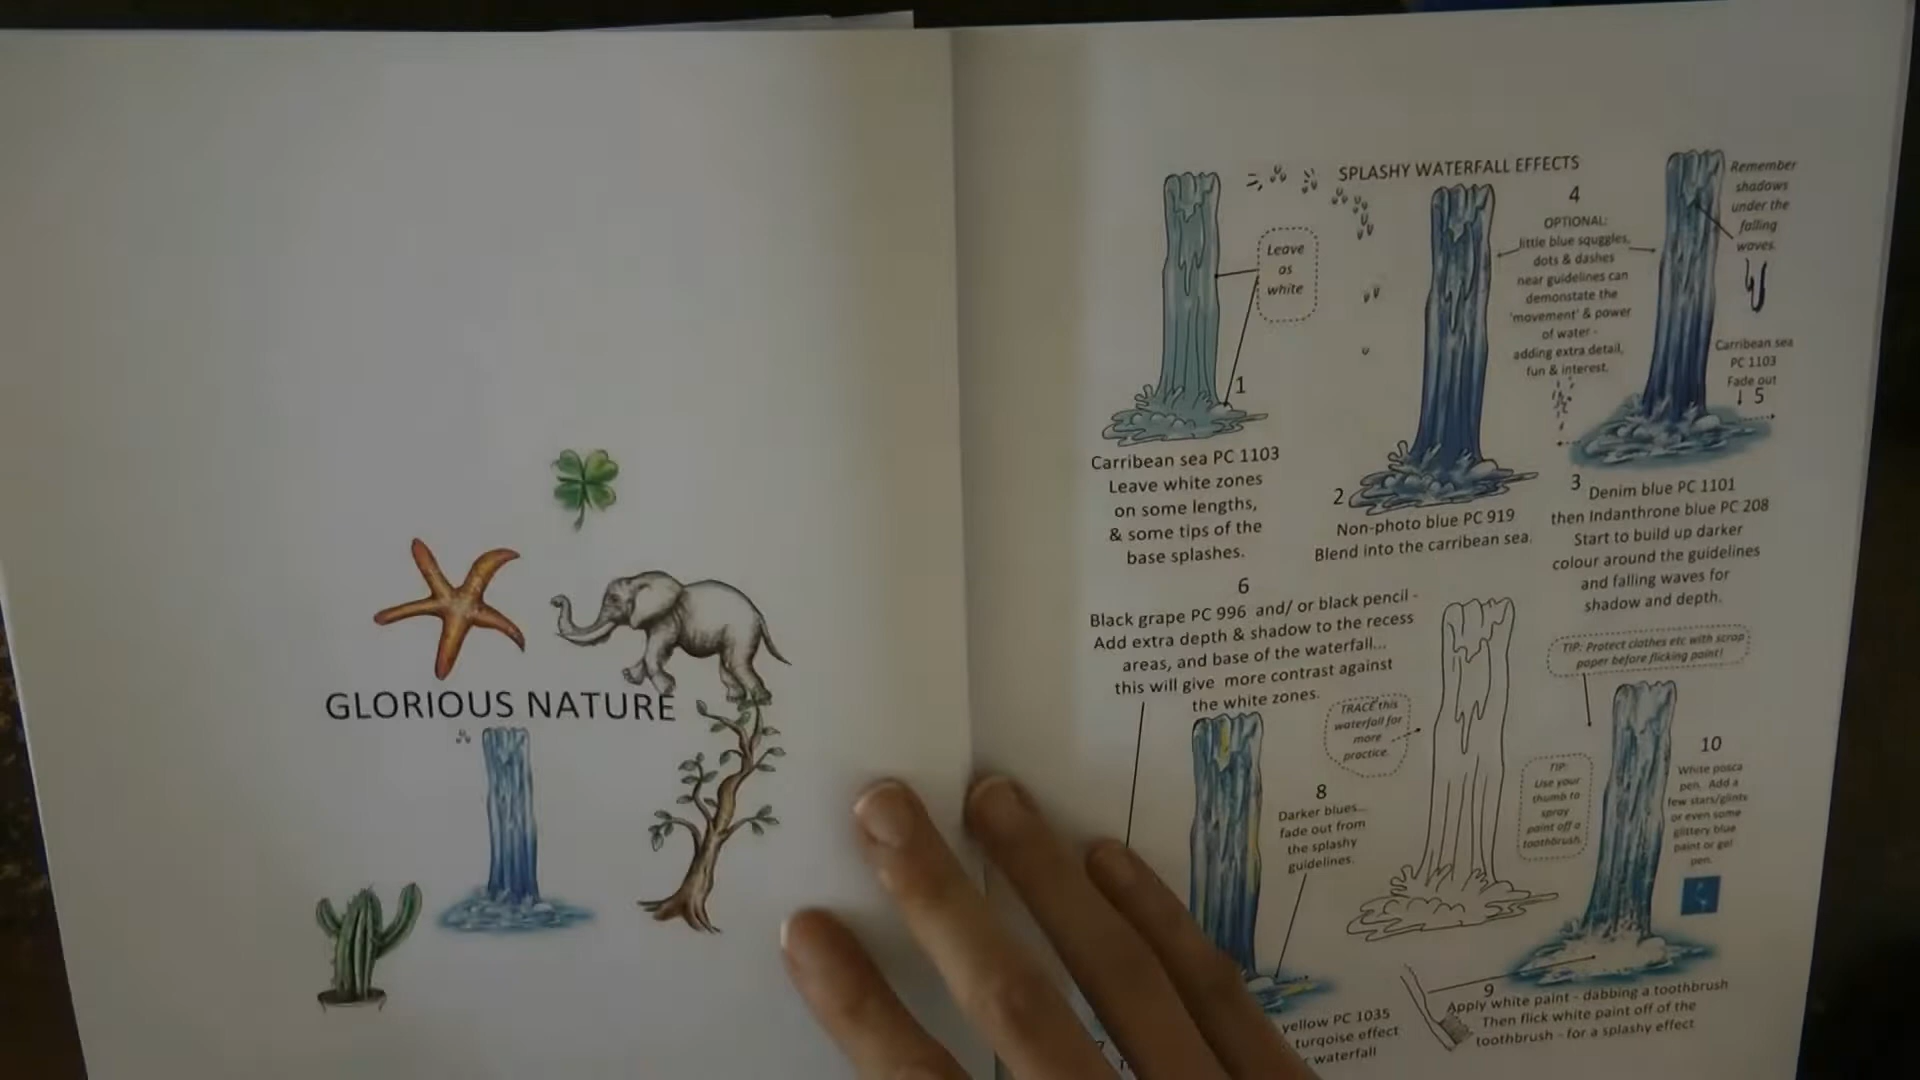 GLORIOUS NATURE
SPLASHY WATERFALL EFFECTS
Leave
as
white
1
Carribean sea PC 1103
Leave white zones
on some lengths,
& some tips of the
base splashes.
2
Non-photo blue PC 919
Blend into the carribean sea.
4
OPTIONAL:
little blue squggles,
dots & dashes
near guidelines can
demonstate the
'movement' & power
of water -
adding extra detail,
fun & interest.
Remember
shadows
under the
falling
waves.
Carribean sea
PC 1103
Fade out
5
3
Denim blue PC 1101
then Indanthrone blue PC 208
Start to build up darker
colour around the guidelines
and falling waves for
shadow and depth.
6
Black grape PC 996 and/ or black pencil -
Add extra depth & shadow to the recess
areas, and base of the waterfall...
this will give more contrast against
the white zones.
TRACE this
waterfall for
more
practice.
TIP: Protect clothes etc with scrap
paper before flicking paint!
8
Darker blues...
fade out from
the splashy
guidelines.
TIP:
Use your
thumb to
spray
paint off a
toothbrush.
10
White posca
pen. Add a
few stars/glints
or even some
glittery blue
paint or gel
pen.
9
Apply white paint - dabbing a toothbrush
Then flick white paint off of the
toothbrush - for a splashy effect
7
yellow PC 1035
turqoise effect
waterfall